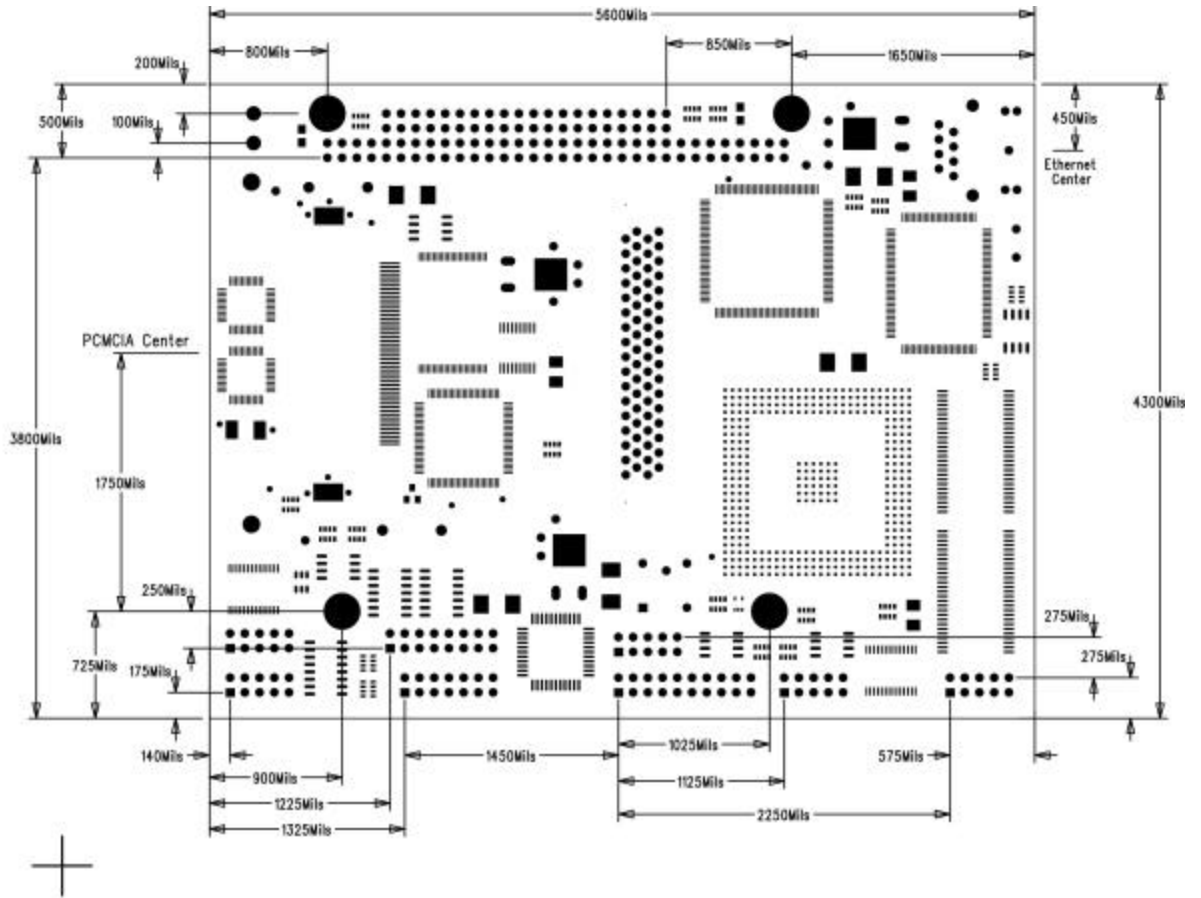 5600Mils
800Mils
850Mils
1650Mils
200Mils
500Mils
100Mils
450Mils
Ethernet
Center
PCMCIA Center
3800Mils
4300Mils
1750Mils
250Mils
725Mils
175Mils
275Mils
275Mils
140Mils
1450Mils
1025Mils
575Mils
900Mils
1125Mils
1225Mils
2250Mils
1325Mils